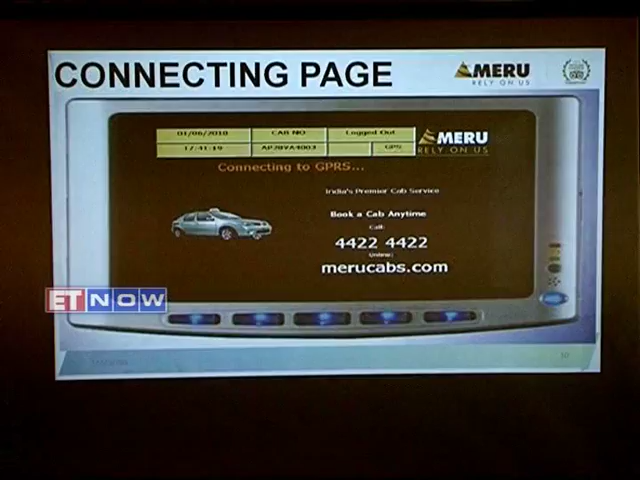 CONNECTING PAGE
MERU
RELY ON US
01/06/2010 CAB NO Logged Out
17:41:19 GPS
MERU
RELY ON US
Connecting to GPRS...
India's Premier Cab Service
Book a Cab Anytime
Call:
4422 4422
merucabs.com
ET NOW
10